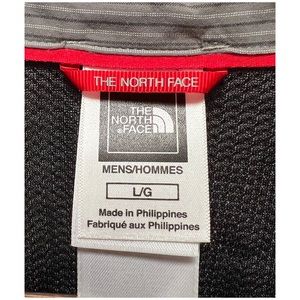 THE NORTH FACE
THE
NORTH
FACE
MENS/HOMMES
L/G
Made in Philippines
Fabriqué aux Philippines